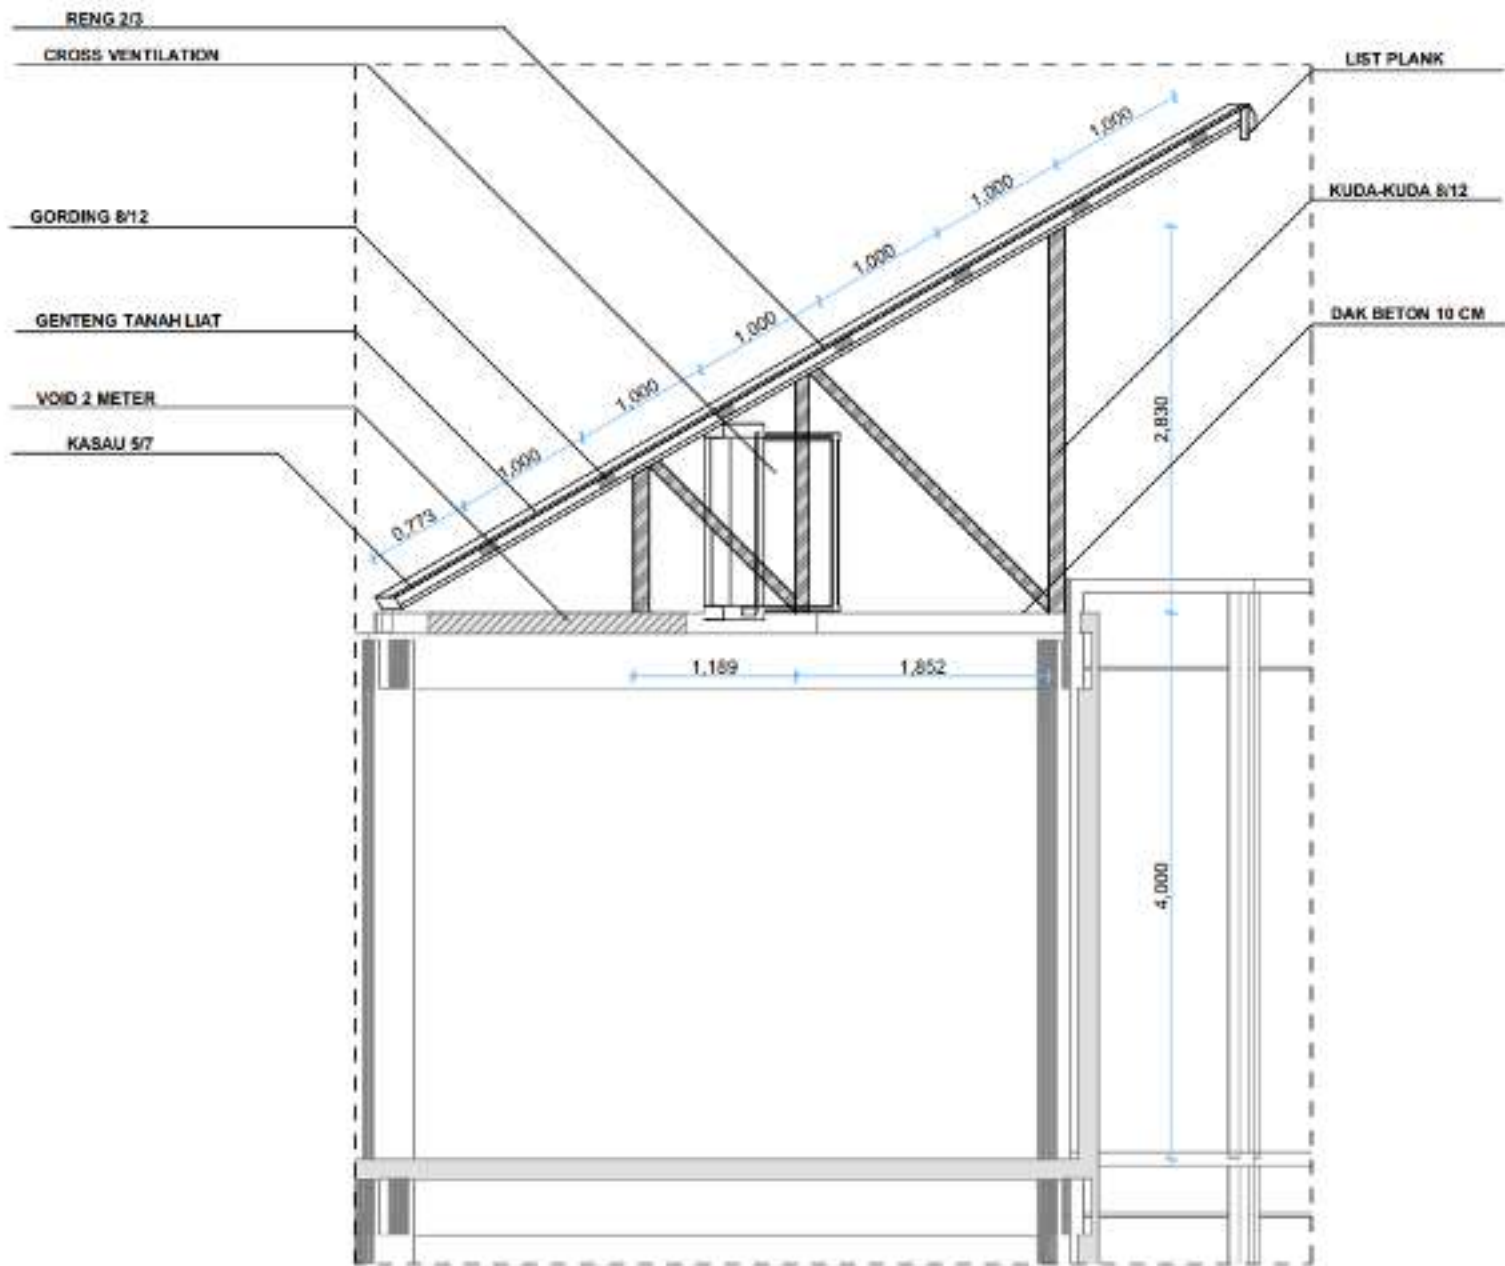 RENG 2/3
CROSS VENTILATION
LIST PLANK
1,000
1,000
KUDA-KUDA 8/12
GORDING 8/12
1,000
DAK BETON 10 CM
GENTENG TANAH LIAT
1,000
VOID 2 METER
1,000
2,830
KASAU 5/7
1,000
0,773
1,189
1,852
4,000